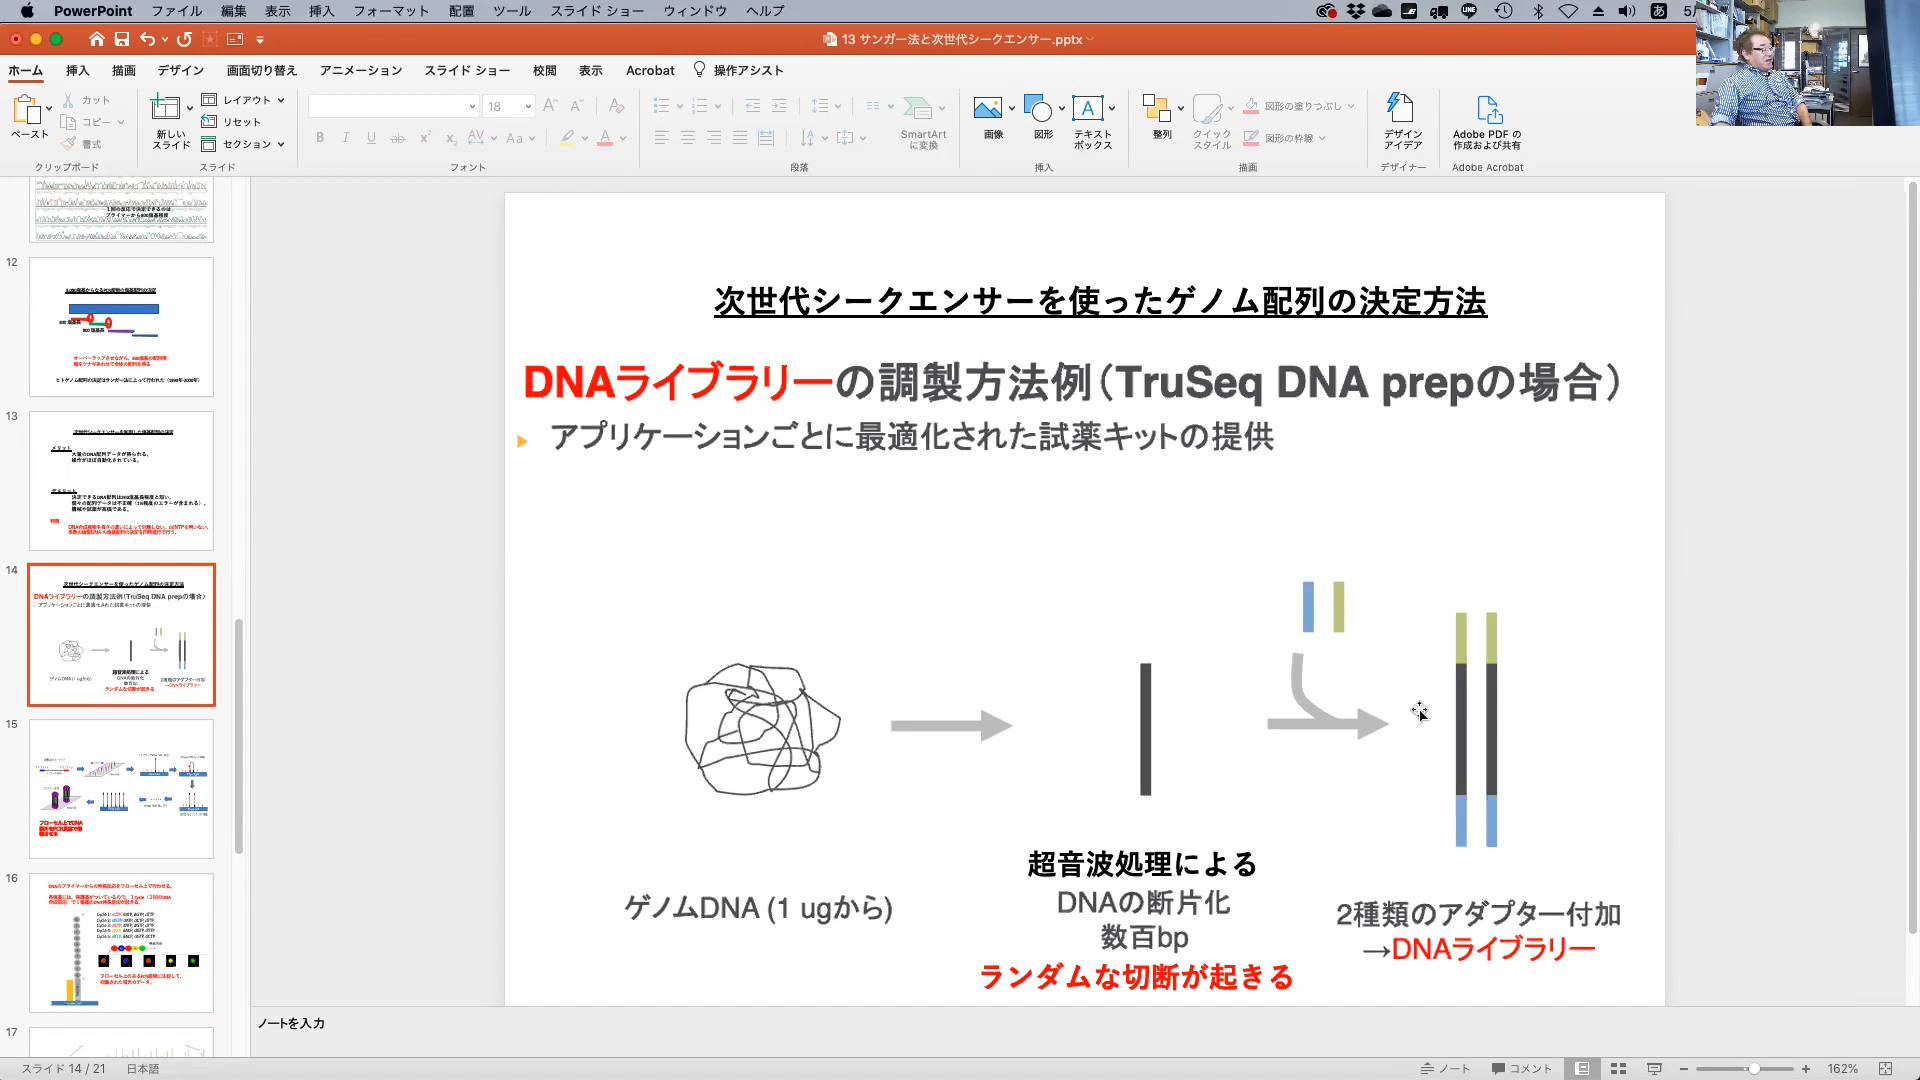 PowerPoint ファイル 編集 表示 挿入 フォーマット 配置 ツール スライド ショー ウィンドウ ヘルプ
13 サンガー法と次世代シークエンサー.pptx
ホーム 挿入 描画 デザイン 画面切り替え アニメーション スライド ショー 校閲 表示 Acrobat 操作アシスト
ペースト カット コピー 書式
新しいスライド レイアウト リセット セクション
18
SmartArtに変換
画像 図形 テキストボックス
整列 クイックスタイル 図形の塗りつぶし 図形の枠線
デザインアイデア
Adobe PDF の作成および共有
クリップボード スライド フォント 段落 挿入 描画 デザイナー Adobe Acrobat
12
13
14
15
16
17
次世代シークエンサーを使ったゲノム配列の決定方法
DNAライブラリーの調製方法例(TruSeq DNA prepの場合)
アプリケーションごとに最適化された試薬キットの提供
ゲノムDNA (1 ugから)
超音波処理による
DNAの断片化
数百bp
ランダムな切断が起きる
2種類のアダプター付加
→DNAライブラリー
ノートを入力
スライド 14 / 21 日本語 ノート コメント 162%